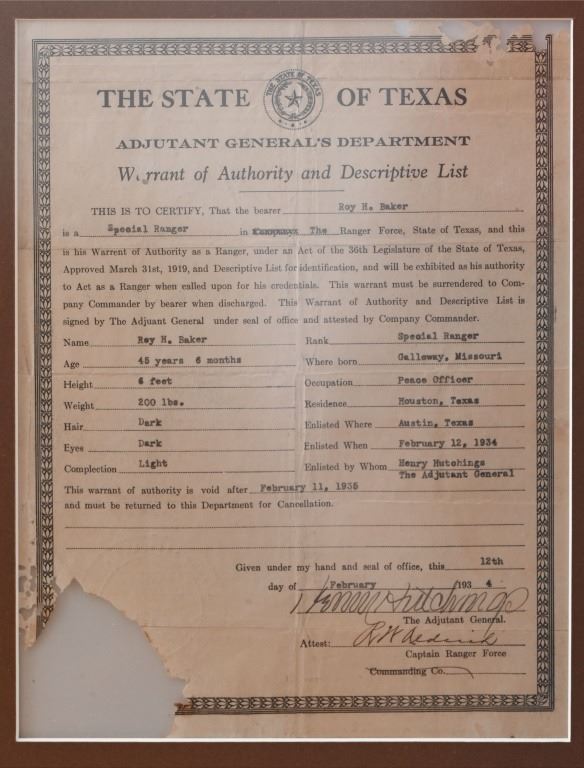 THE STATE OF TEXAS
THE STATE OF TEXAS
ADJUTANT GENERAL'S DEPARTMENT
Warrant of Authority and Descriptive List
THIS IS TO CERTIFY, That the bearer Roy H. Baker
is a Special Ranger in Company The Ranger Force, State of Texas, and this
is his Warrent of Authority as a Ranger, under an Act of the 36th Legislature of the State of Texas,
Approved March 31st, 1919, and Descriptive List for identification, and will be exhibited as his authority
to Act as a Ranger when called upon for his credentials. This warrant must be surrendered to Com-
pany Commander by bearer when discharged. This Warrant of Authority and Descriptive List is
signed by The Adjuant General under seal of office and attested by Company Commander.
Name Roy H. Baker Rank Special Ranger
Age 45 years 6 months Where born Galloway, Missouri
Height 6 feet Occupation Peace Officer
Weight 200 lbs. Residence Houston, Texas
Hair Dark Enlisted Where Austin, Texas
Eyes Dark Enlisted When February 12, 1934
Complection Light Enlisted by Whom Henry Hutchings
The Adjutant General
This warrant of authority is void after February 11, 1935
and must be returned to this Department for Cancellation.
Given under my hand and seal of office, this 12th
day of February 1934
Henry Hutchings
The Adjutant General.
Attest:
Captain Ranger Force
Commanding Co.